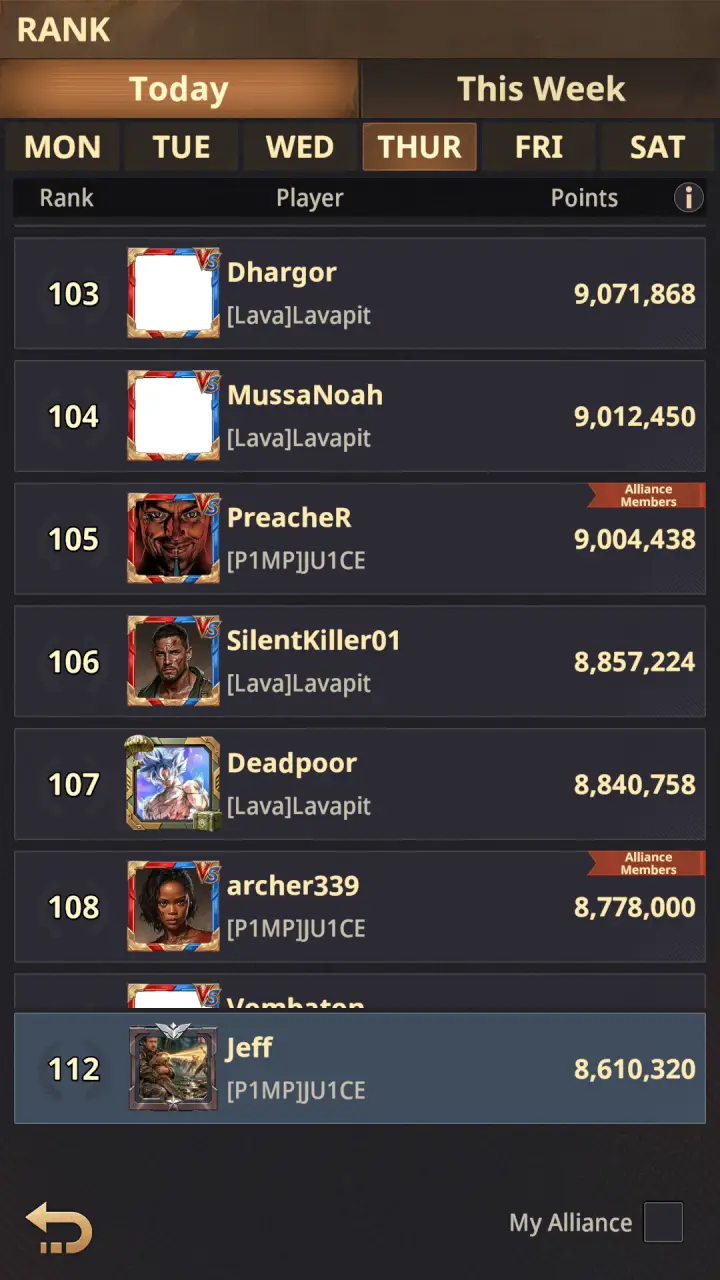 RANK
Today
This Week
MON TUE WED THUR FRI SAT
Rank Player Points i
103 Dhargor 9,071,868
[Lava]Lavapit
104 MussaNoah 9,012,450
[Lava]Lavapit
Alliance Members
105 PreacheR 9,004,438
[P1MP]JU1CE
106 SilentKiller01 8,857,224
[Lava]Lavapit
107 Deadpoor 8,840,758
[Lava]Lavapit
Alliance Members
108 archer339 8,778,000
[P1MP]JU1CE
112 Jeff 8,610,320
[P1MP]JU1CE
My Alliance